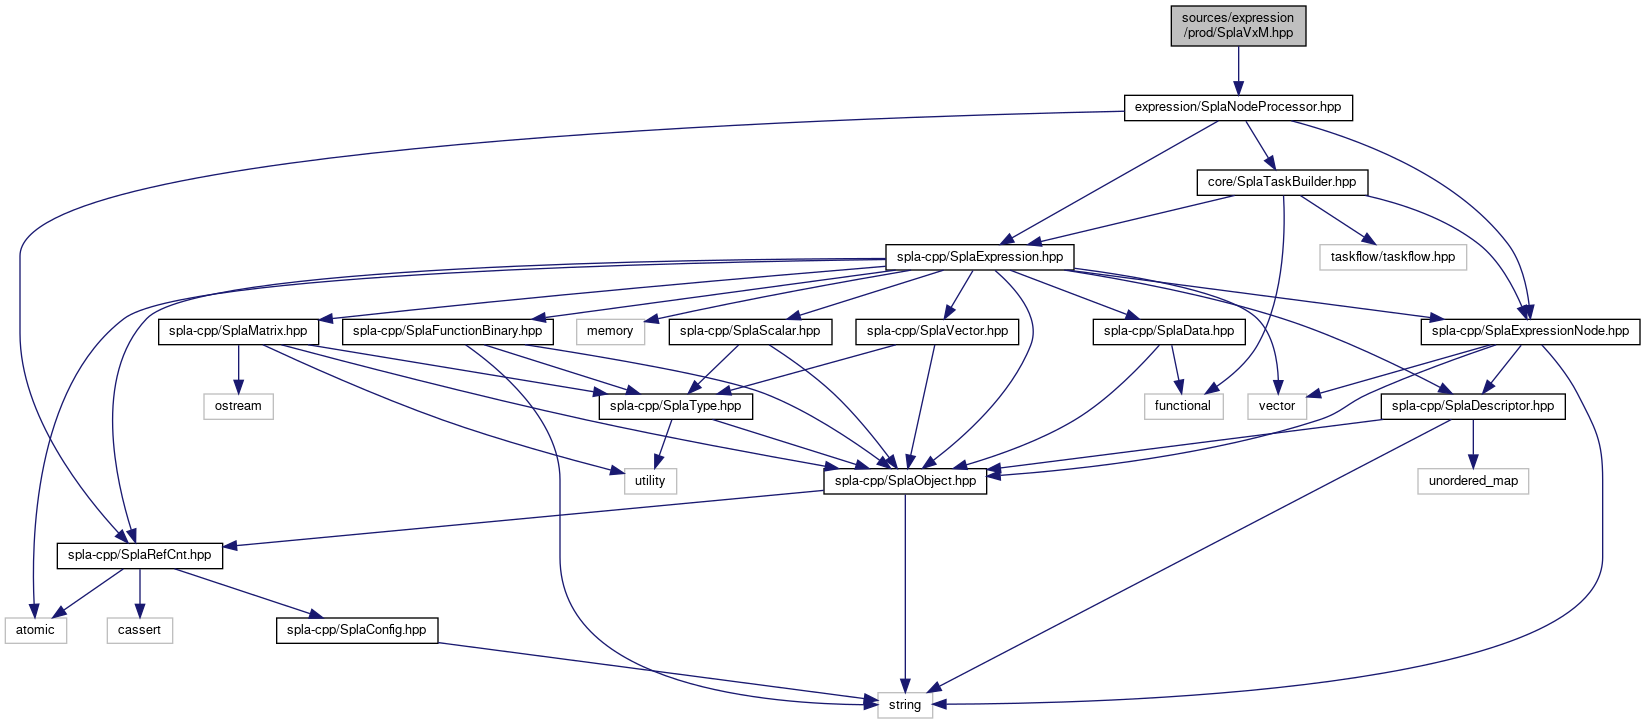 sources/expression
/prod/SplaVxM.hpp
expression/SplaNodeProcessor.hpp
core/SplaTaskBuilder.hpp
spla-cpp/SplaExpression.hpp
taskflow/taskflow.hpp
spla-cpp/SplaMatrix.hpp
spla-cpp/SplaFunctionBinary.hpp
memory
spla-cpp/SplaScalar.hpp
spla-cpp/SplaVector.hpp
spla-cpp/SplaData.hpp
spla-cpp/SplaExpressionNode.hpp
ostream
spla-cpp/SplaType.hpp
functional
vector
spla-cpp/SplaDescriptor.hpp
utility
spla-cpp/SplaObject.hpp
unordered_map
spla-cpp/SplaRefCnt.hpp
atomic
cassert
spla-cpp/SplaConfig.hpp
string